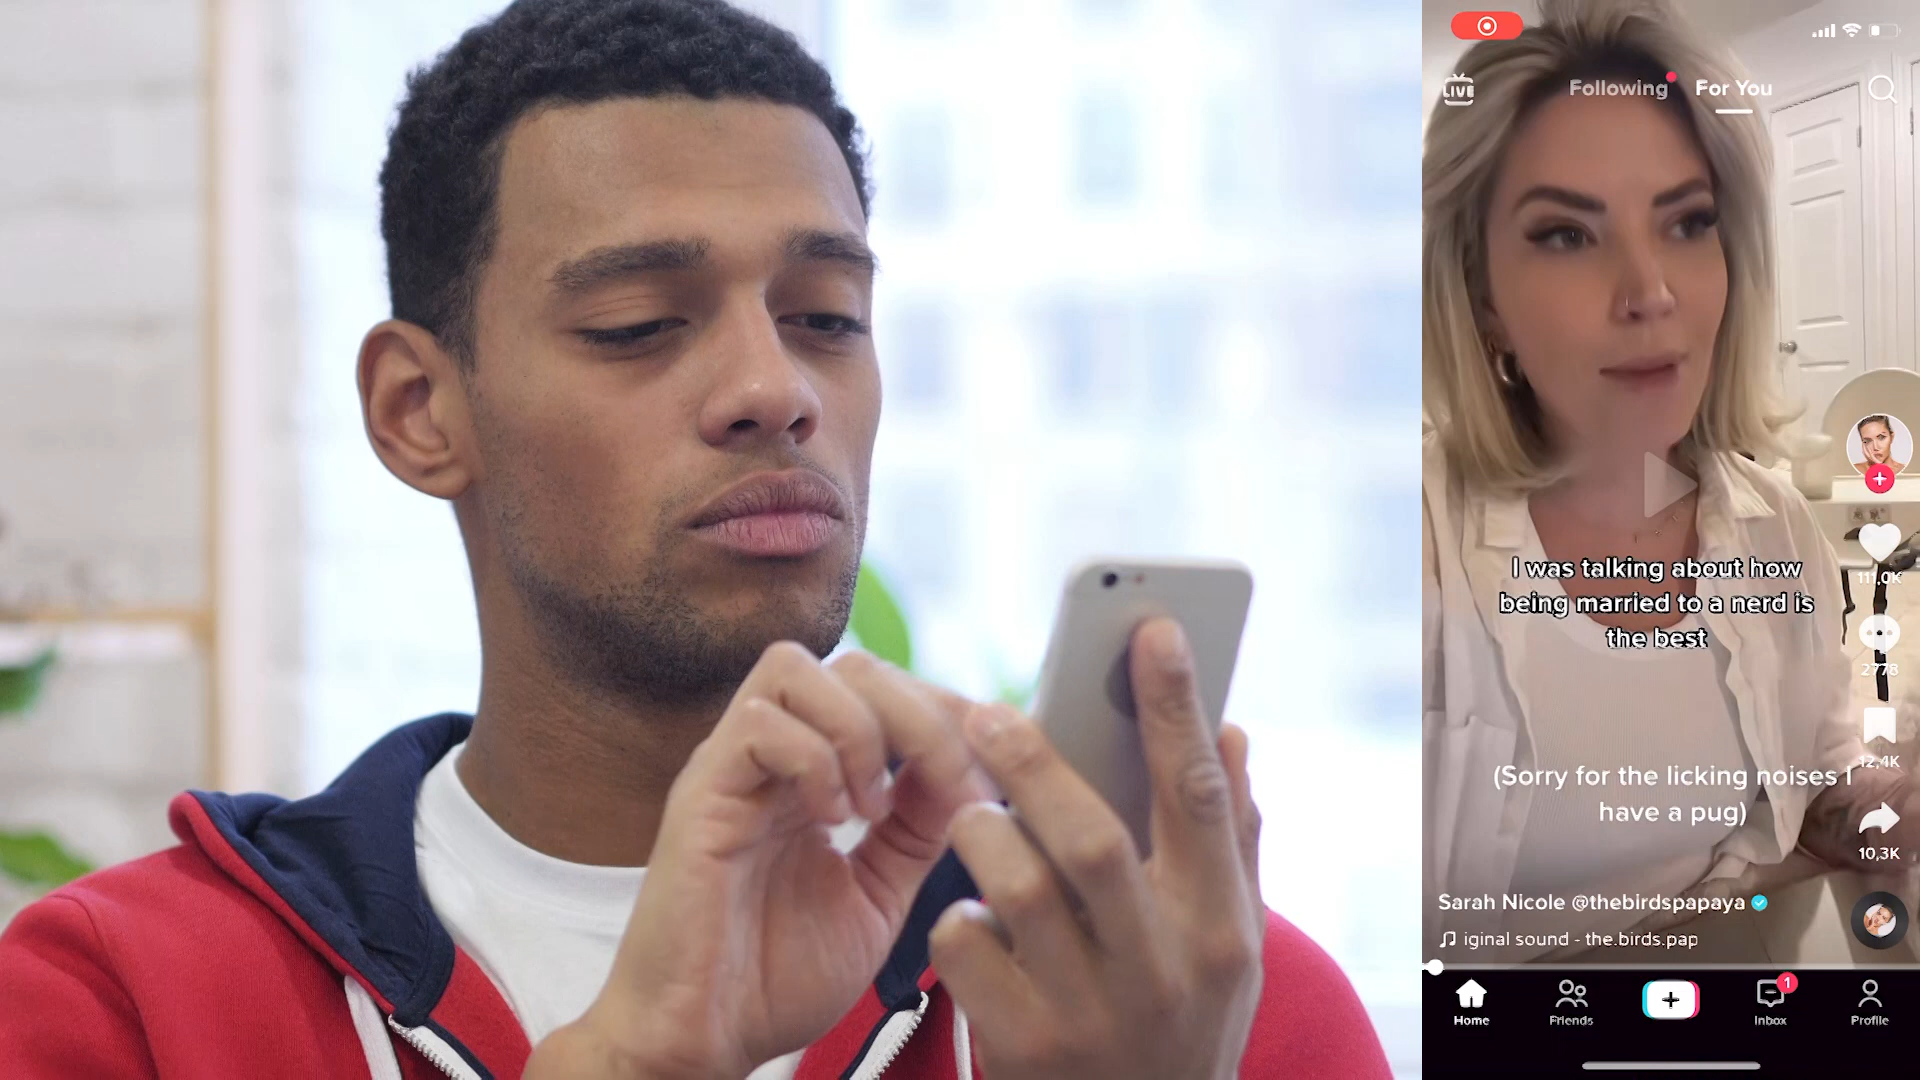 LIVE
Following
For You
111,0K
I was talking about how
being married to a nerd is
the best
2778
12,4K
(Sorry for the licking noises I
have a pug)
10,3K
Sarah Nicole @thebirdspapaya
iginal sound - the.birds.pap
Home
Friends
1
Inbox
Profile